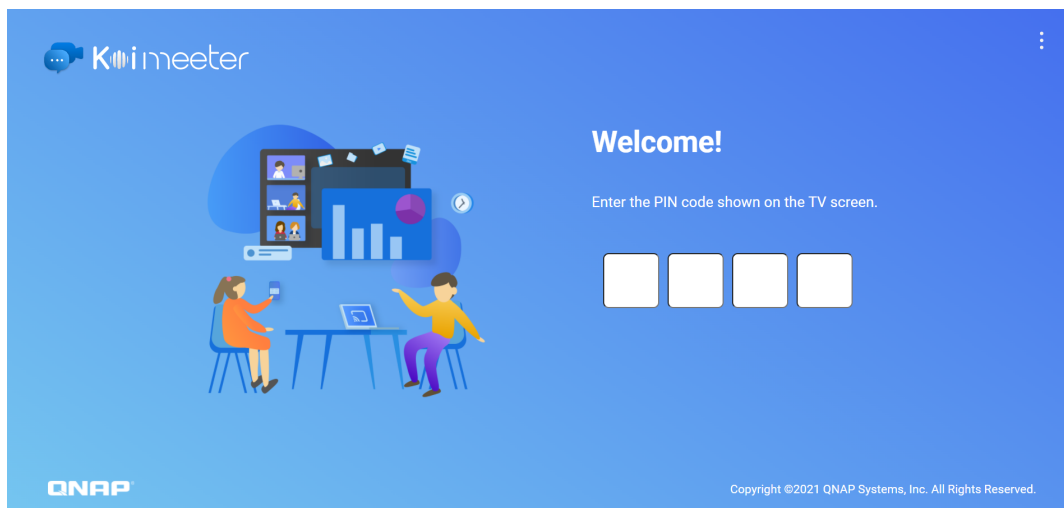 Koimeeter
Welcome!
Enter the PIN code shown on the TV screen.
QNAP
Copyright ©2021 QNAP Systems, Inc. All Rights Reserved.